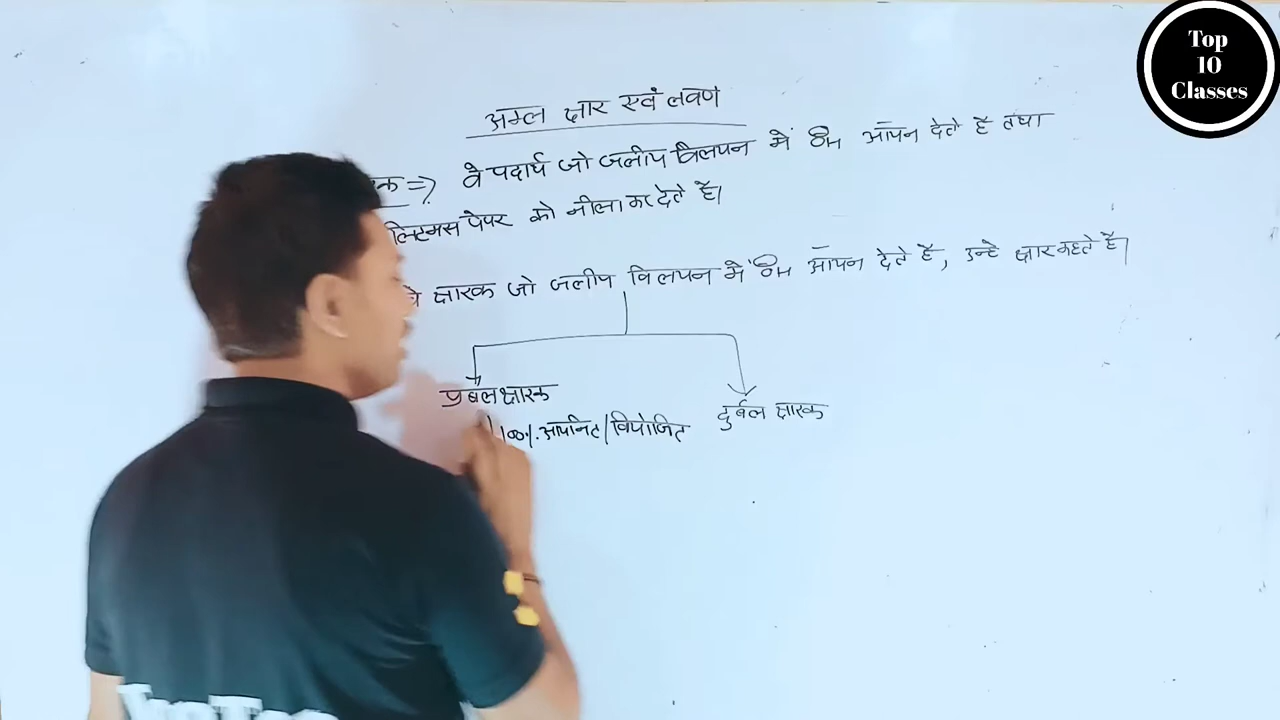 Top
10
Classes
अम्ल क्षार एवं लवण
=> वे पदार्थ जो जलीय विलयन में OH⁻ आयन देते है तथा
लिटमस पेपर को नीला कर देते है।
वे क्षारक जो जलीय विलयन में OH⁻ आयन देते है, उन्हे क्षार कहते है।
प्रबल क्षारक
दुर्बल क्षारक
100% आयनित/वियोजित